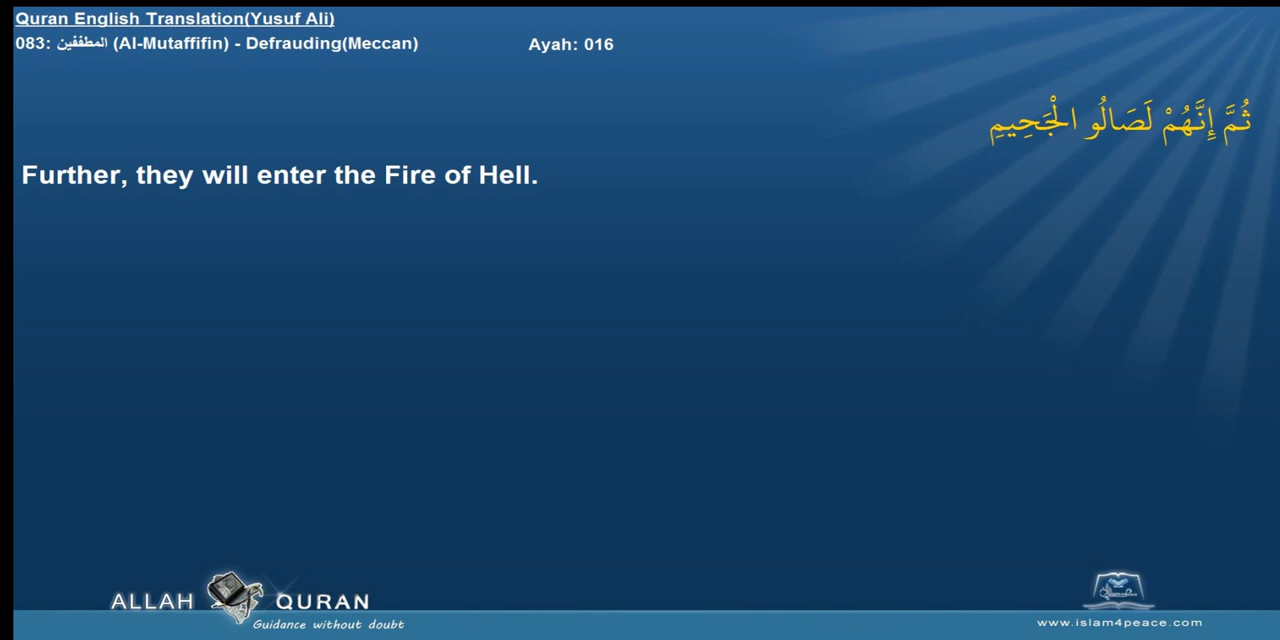 Quran English Translation(Yusuf Ali)
083: المطففين (Al-Mutaffifin) - Defrauding(Meccan) Ayah: 016
ثُمَّ إِنَّهُمْ لَصَالُو الْجَحِيمِ
Further, they will enter the Fire of Hell.
ALLAH QURAN
Guidance without doubt
www.islam4peace.com